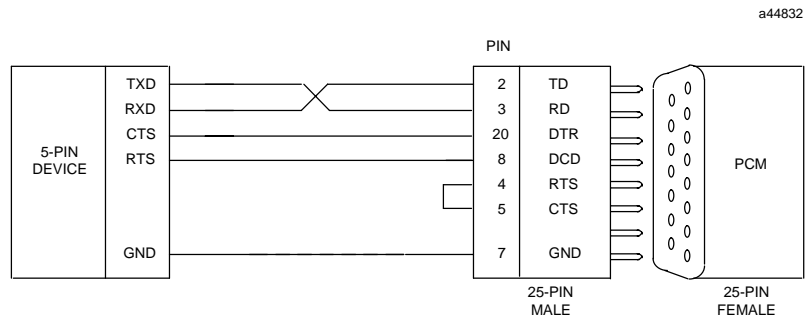 a44832
PIN
TXD 2 TD
RXD 3 RD
CTS 20 DTR
5-PIN
DEVICE
RTS 8 DCD
PCM
4 RTS
5 CTS
GND 7 GND
25-PIN
MALE
25-PIN
FEMALE